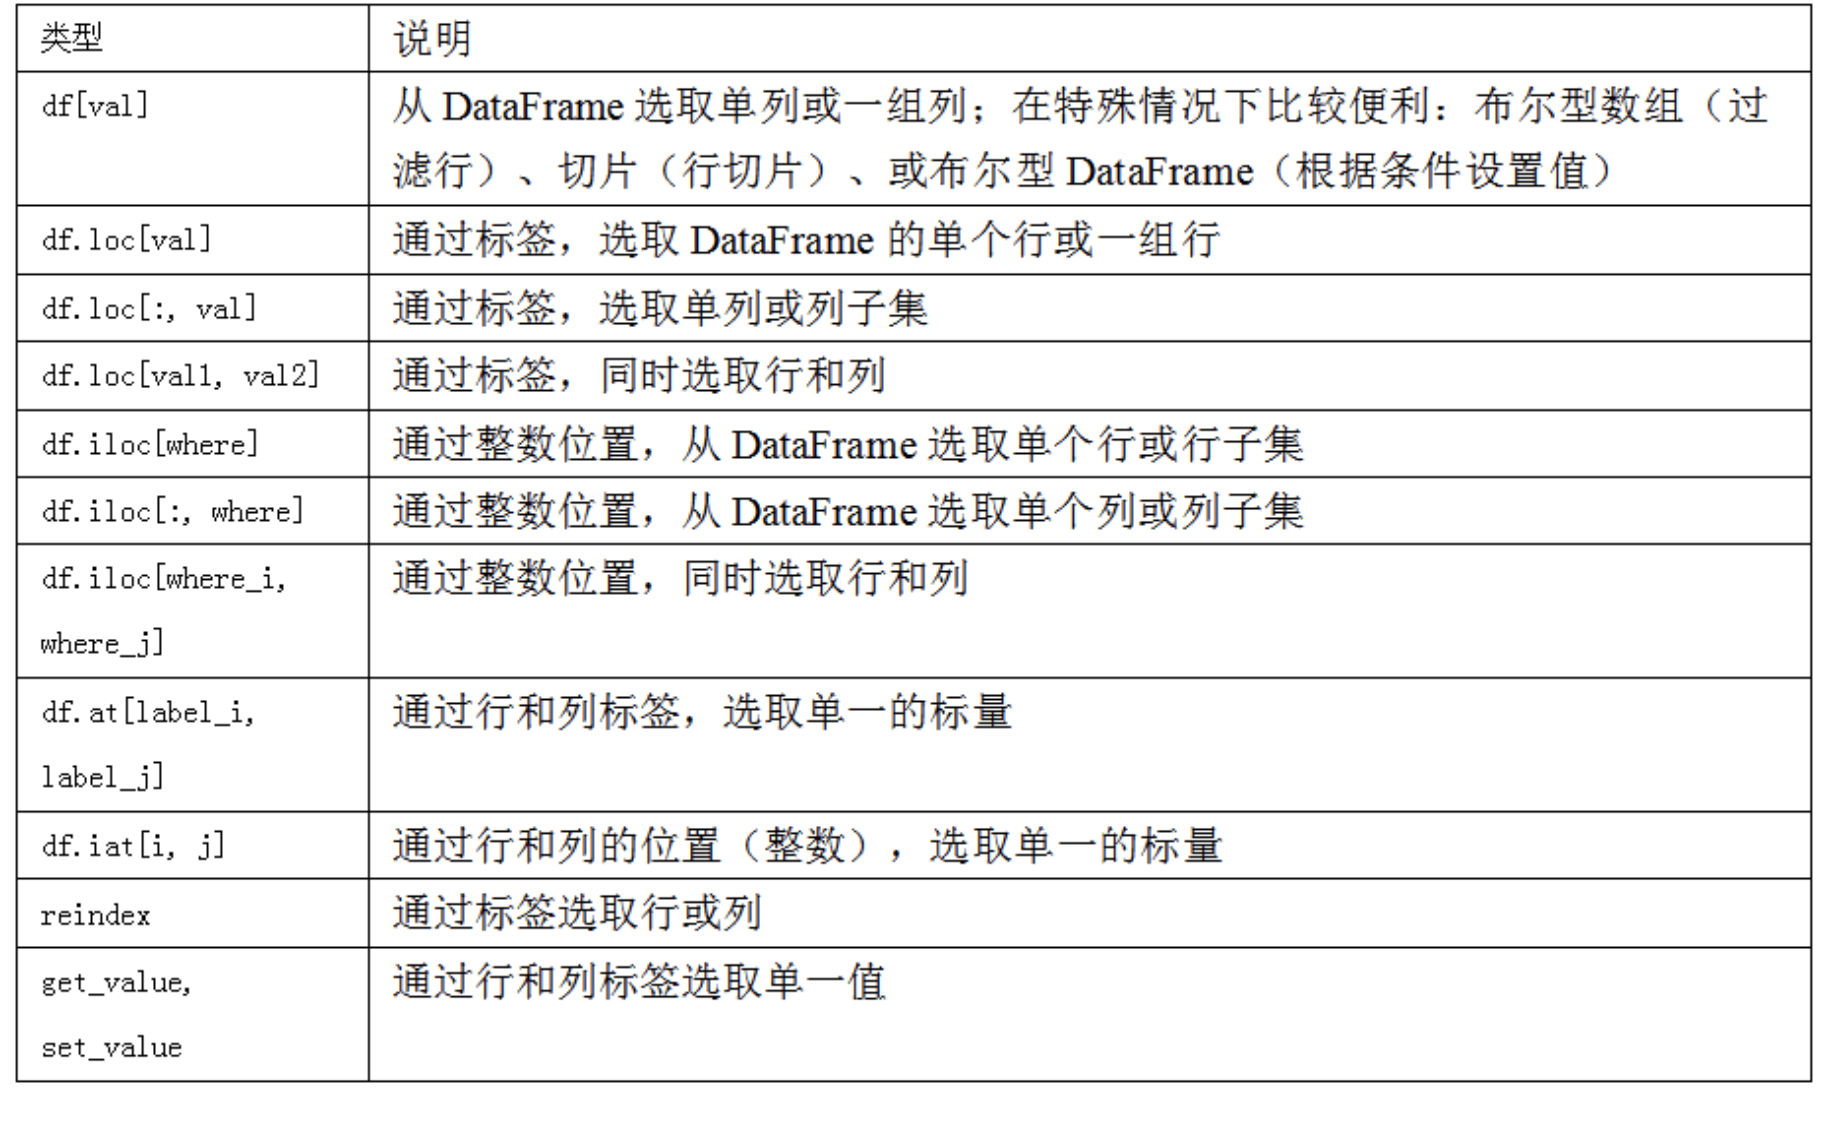 类型
说明
df[val]
从 DataFrame 选取单列或一组列；在特殊情况下比较便利：布尔型数组（过
滤行）、切片（行切片）、或布尔型 DataFrame（根据条件设置值）
df.loc[val]
通过标签，选取 DataFrame 的单个行或一组行
df.loc[:, val]
通过标签，选取单列或列子集
df.loc[val1, val2]
通过标签，同时选取行和列
df.iloc[where]
通过整数位置，从 DataFrame 选取单个行或行子集
df.iloc[:, where]
通过整数位置，从 DataFrame 选取单个列或列子集
df.iloc[where_i,
where_j]
通过整数位置，同时选取行和列
df.at[label_i,
label_j]
通过行和列标签，选取单一的标量
df.iat[i, j]
通过行和列的位置（整数），选取单一的标量
reindex
通过标签选取行或列
get_value,
set_value
通过行和列标签选取单一值